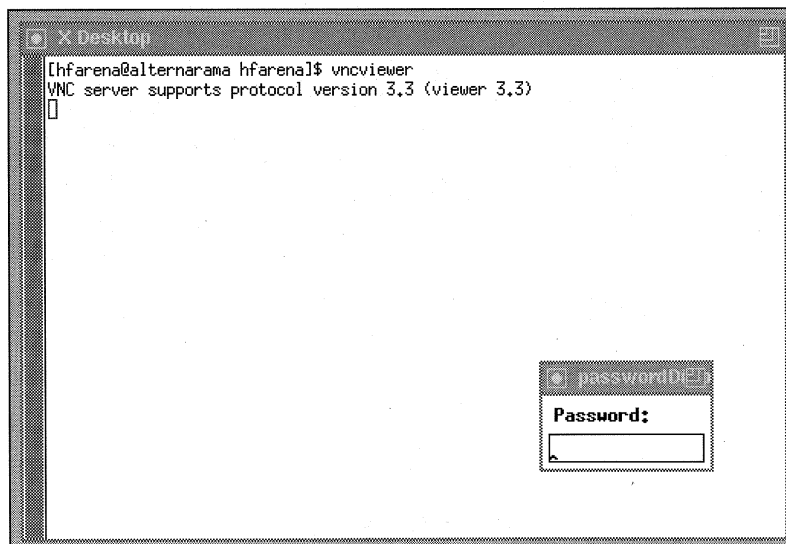 X Desktop
[hfarena@alternarama hfarena]$ vncviewer
VNC server supports protocol version 3.3 (viewer 3.3)
Password: